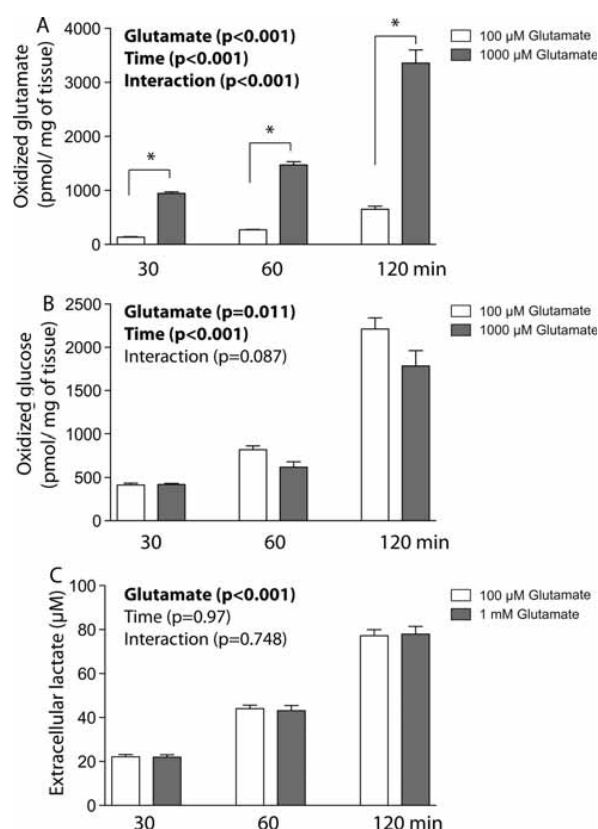 A
Glutamate (p<0.001)
Time (p<0.001)
Interaction (p<0.001)
100 µM Glutamate
1000 µM Glutamate
Oxidized glutamate
(pmol/ mg of tissue)
4000
3000
2000
1000
0
*
*
*
30
60
120 min
B
Glutamate (p=0.011)
Time (p<0.001)
Interaction (p=0.087)
100 µM Glutamate
1000 µM Glutamate
Oxidized glucose
(pmol/ mg of tissue)
2500
2000
1500
1000
500
0
30
60
120 min
C
Glutamate (p<0.001)
Time (p=0.97)
Interaction (p=0.748)
100 µM Glutamate
1 mM Glutamate
Extracellular lactate (µM)
100
80
60
40
20
0
30
60
120 min